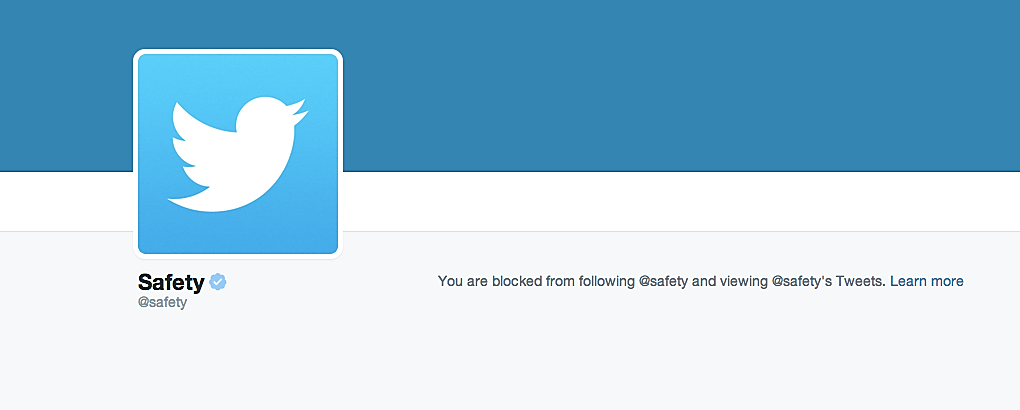 Safety
@safety
You are blocked from following @safety and viewing @safety's Tweets. Learn more